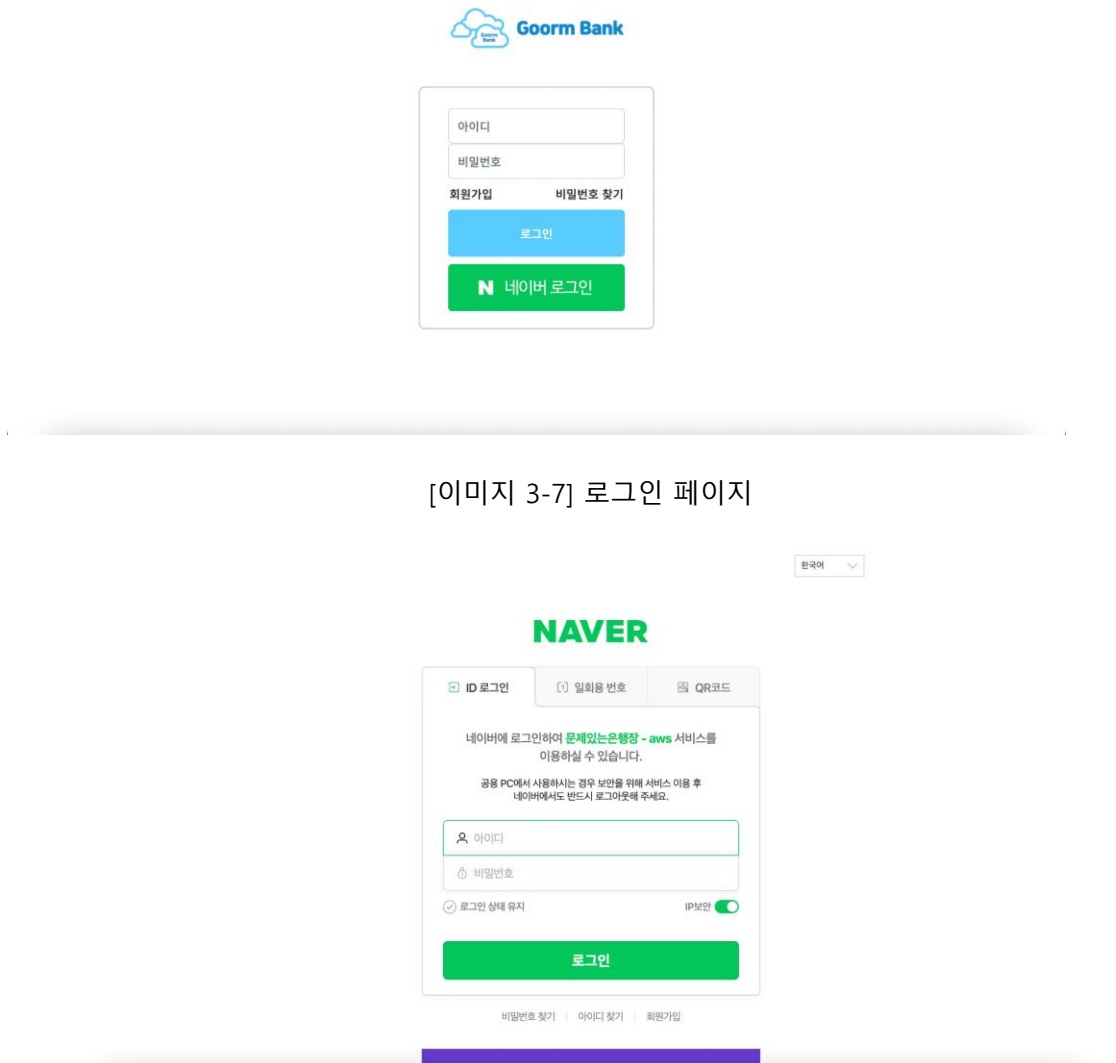 Goorm Bank
Goorm Bank
아이디
비밀번호
회원가입 비밀번호 찾기
로그인
N 네이버 로그인
[이미지 3-7] 로그인 페이지
한국어
NAVER
ID 로그인 일회용 번호 QR코드
네이버에 로그인하여 문제있는은행장 - aws 서비스를
이용하실 수 있습니다.
공용 PC에서 사용하시는 경우 보안을 위해 서비스 이용 후
네이버에서도 반드시 로그아웃해 주세요.
아이디
비밀번호
로그인 상태 유지 IP보안
로그인
비밀번호 찾기 | 아이디 찾기 | 회원가입